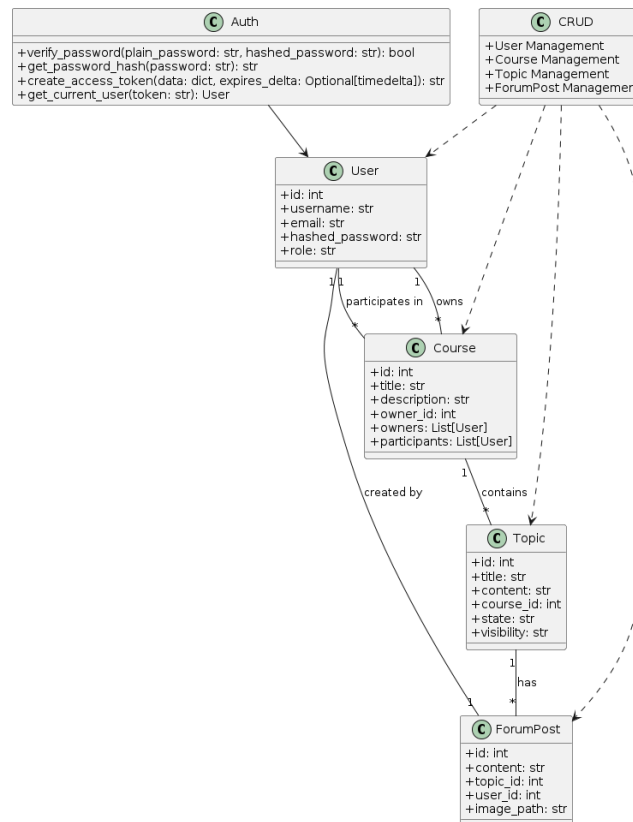 C Auth
+verify_password(plain_password: str, hashed_password: str): bool
+get_password_hash(password: str): str
+create_access_token(data: dict, expires_delta: Optional[timedelta]): str
+get_current_user(token: str): User
C CRUD
+User Management
+Course Management
+Topic Management
+ForumPost Managemen
C User
+id: int
+username: str
+email: str
+hashed_password: str
+role: str
1 1 1
participates in owns
* *
C Course
+id: int
+title: str
+description: str
+owner_id: int
+owners: List[User]
+participants: List[User]
1
created by contains
*
C Topic
+id: int
+title: str
+content: str
+course_id: int
+state: str
+visibility: str
1
has
1 *
C ForumPost
+id: int
+content: str
+topic_id: int
+user_id: int
+image_path: str